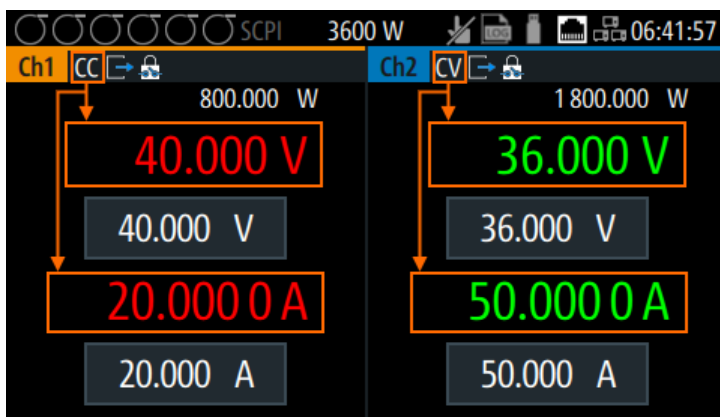 SCPI 3600 W LOG 06:41:57
Ch1 CC Ch2 CV
800.000 W 1 800.000 W
40.000 V 36.000 V
40.000 V 36.000 V
20.000 0 A 50.000 0 A
20.000 A 50.000 A